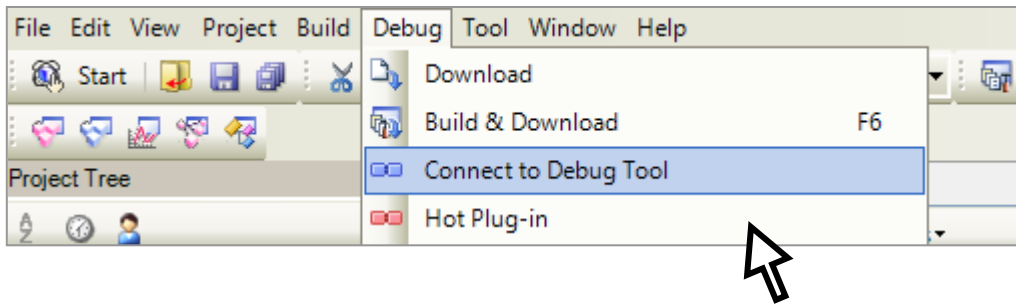 File Edit View Project Build Debug Tool Window Help
Start
Download
Build & Download F6
Connect to Debug Tool
Project Tree
Hot Plug-in